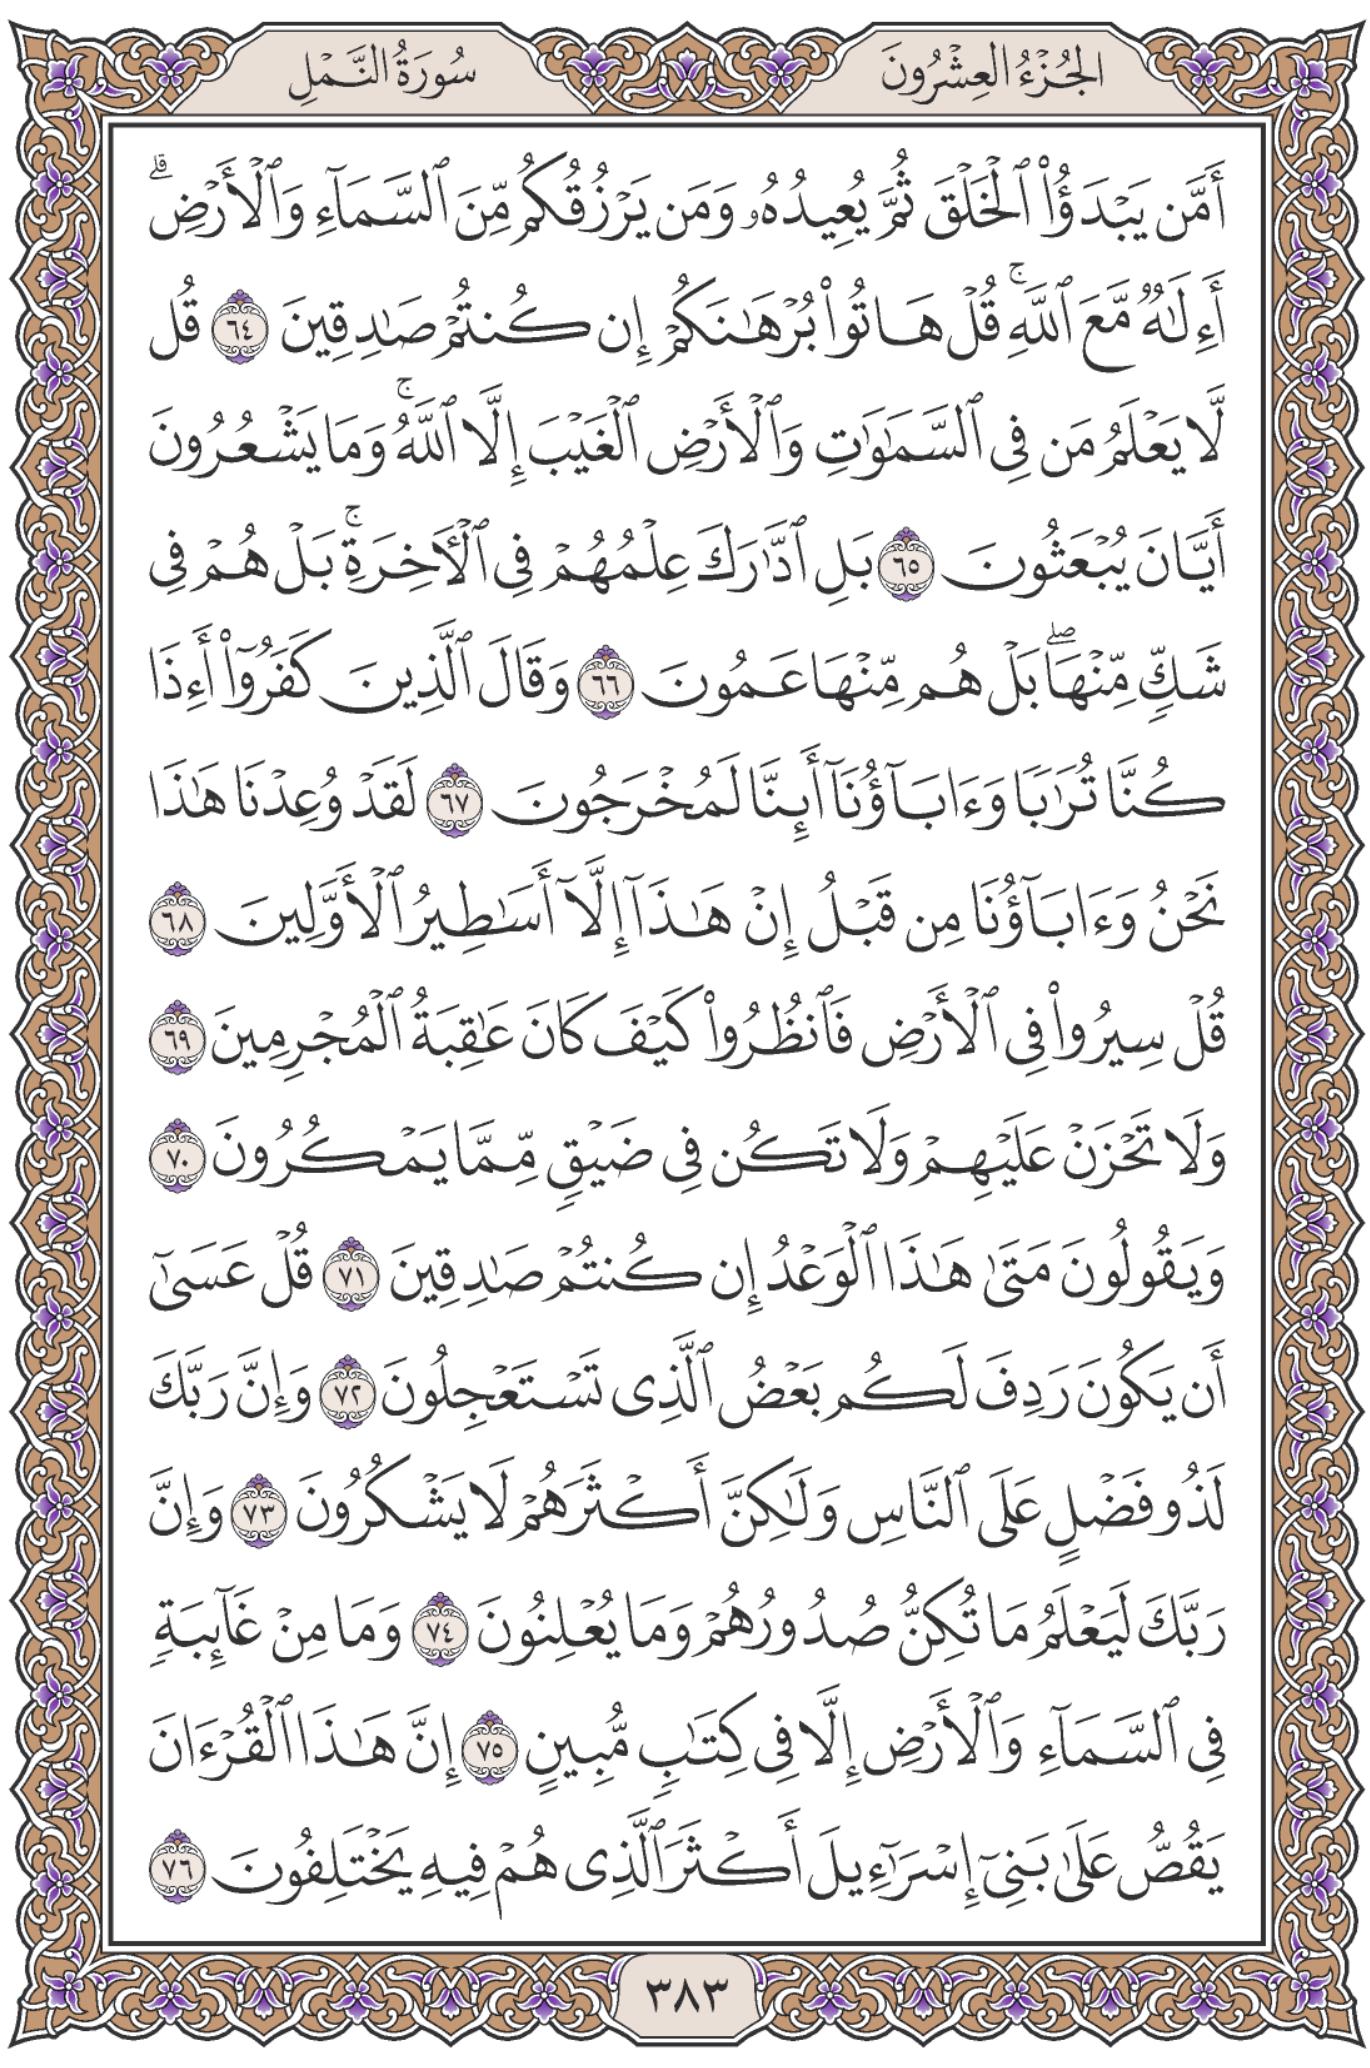 الجُزْءُ العِشْرُونَ
سُورَةُ النَّمْلِ
أَمَّن يَبْدَؤُاْ ٱلْخَلْقَ ثُمَّ يُعِيدُهُۥ وَمَن يَرْزُقُكُم مِّنَ ٱلسَّمَآءِ وَٱلْأَرْضِۗ
أَءِلَٰهٌ مَّعَ ٱللَّهِۚ قُلْ هَاتُواْ بُرْهَٰنَكُمْ إِن كُنتُمْ صَٰدِقِينَ ٦٤ قُل
لَّا يَعْلَمُ مَن فِى ٱلسَّمَٰوَٰتِ وَٱلْأَرْضِ ٱلْغَيْبَ إِلَّا ٱللَّهُۚ وَمَا يَشْعُرُونَ
أَيَّانَ يُبْعَثُونَ ٦٥ بَلِ ٱدَّٰرَكَ عِلْمُهُمْ فِى ٱلْأَخِرَةِۚ بَلْ هُمْ فِى
شَكٍّ مِّنْهَاۖ بَلْ هُم مِّنْهَا عَمُونَ ٦٦ وَقَالَ ٱلَّذِينَ كَفَرُوٓاْ أَءِذَا
كُنَّا تُرَٰبًا وَءَابَآؤُنَآ أَئِنَّا لَمُخْرَجُونَ ٦٧ لَقَدْ وُعِدْنَا هَٰذَا
نَحْنُ وَءَابَآؤُنَا مِن قَبْلُ إِنْ هَٰذَآ إِلَّآ أَسَٰطِيرُ ٱلْأَوَّلِينَ ٦٨
قُلْ سِيرُواْ فِى ٱلْأَرْضِ فَٱنظُرُواْ كَيْفَ كَانَ عَٰقِبَةُ ٱلْمُجْرِمِينَ ٦٩
وَلَا تَحْزَنْ عَلَيْهِمْ وَلَا تَكُن فِى ضَيْقٍ مِّمَّا يَمْكُرُونَ ٧٠
وَيَقُولُونَ مَتَىٰ هَٰذَا ٱلْوَعْدُ إِن كُنتُمْ صَٰدِقِينَ ٧١ قُلْ عَسَىٰٓ
أَن يَكُونَ رَدِفَ لَكُم بَعْضُ ٱلَّذِى تَسْتَعْجِلُونَ ٧٢ وَإِنَّ رَبَّكَ
لَذُو فَضْلٍ عَلَى ٱلنَّاسِ وَلَٰكِنَّ أَكْثَرَهُمْ لَا يَشْكُرُونَ ٧٣ وَإِنَّ
رَبَّكَ لَيَعْلَمُ مَا تُكِنُّ صُدُورُهُمْ وَمَا يُعْلِنُونَ ٧٤ وَمَا مِنْ غَآئِبَةٍ
فِى ٱلسَّمَآءِ وَٱلْأَرْضِ إِلَّا فِى كِتَٰبٍ مُّبِينٍ ٧٥ إِنَّ هَٰذَا ٱلْقُرْءَانَ
يَقُصُّ عَلَىٰ بَنِىٓ إِسْرَٰٓءِيلَ أَكْثَرَ ٱلَّذِى هُمْ فِيهِ يَخْتَلِفُونَ ٧٦
٣٨٣